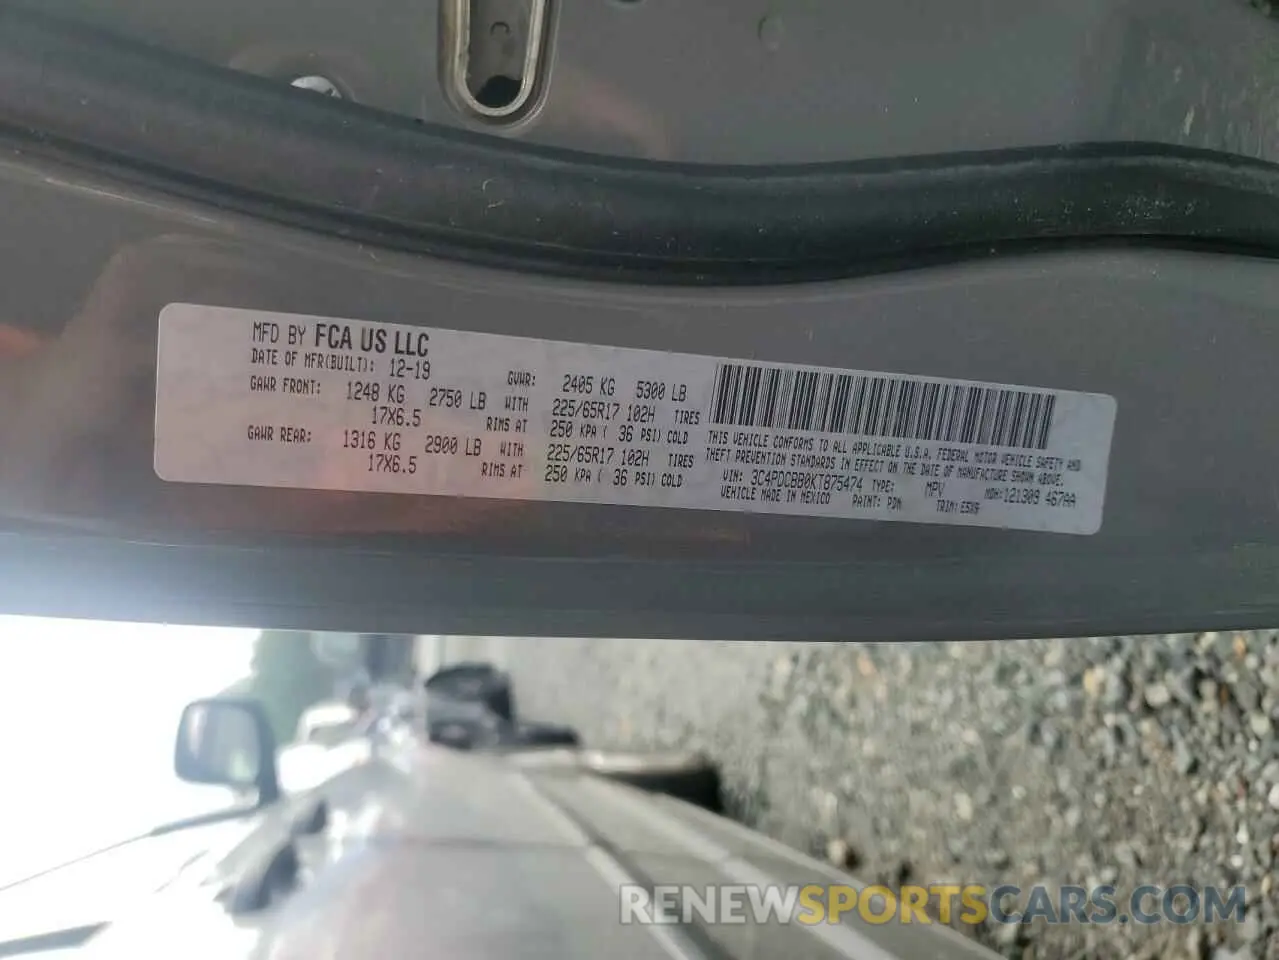 MFD BY FCA US LLC
DATE OF MFR(BUILT): 12-19 GVWR: 2405 KG 5300 LB
GAWR FRONT: 1248 KG 2750 LB WITH 225/65R17 102H TIRES
17X6.5 RIMS AT 250 KPA ( 36 PSI) COLD
GAWR REAR: 1316 KG 2900 LB WITH 225/65R17 102H TIRES
17X6.5 RIMS AT 250 KPA ( 36 PSI) COLD
THIS VEHICLE CONFORMS TO ALL APPLICABLE U.S.A. FEDERAL MOTOR VEHICLE SAFETY AND
THEFT PREVENTION STANDARDS IN EFFECT ON THE DATE OF MANUFACTURE SHOWN ABOVE.
VIN: 3C4PDCBB0KT875474 TYPE: MPV MDH:121309 467AA
VEHICLE MADE IN MEXICO PAINT: PDN TRIM: E5X9
RENEWSPORTSCARS.COM